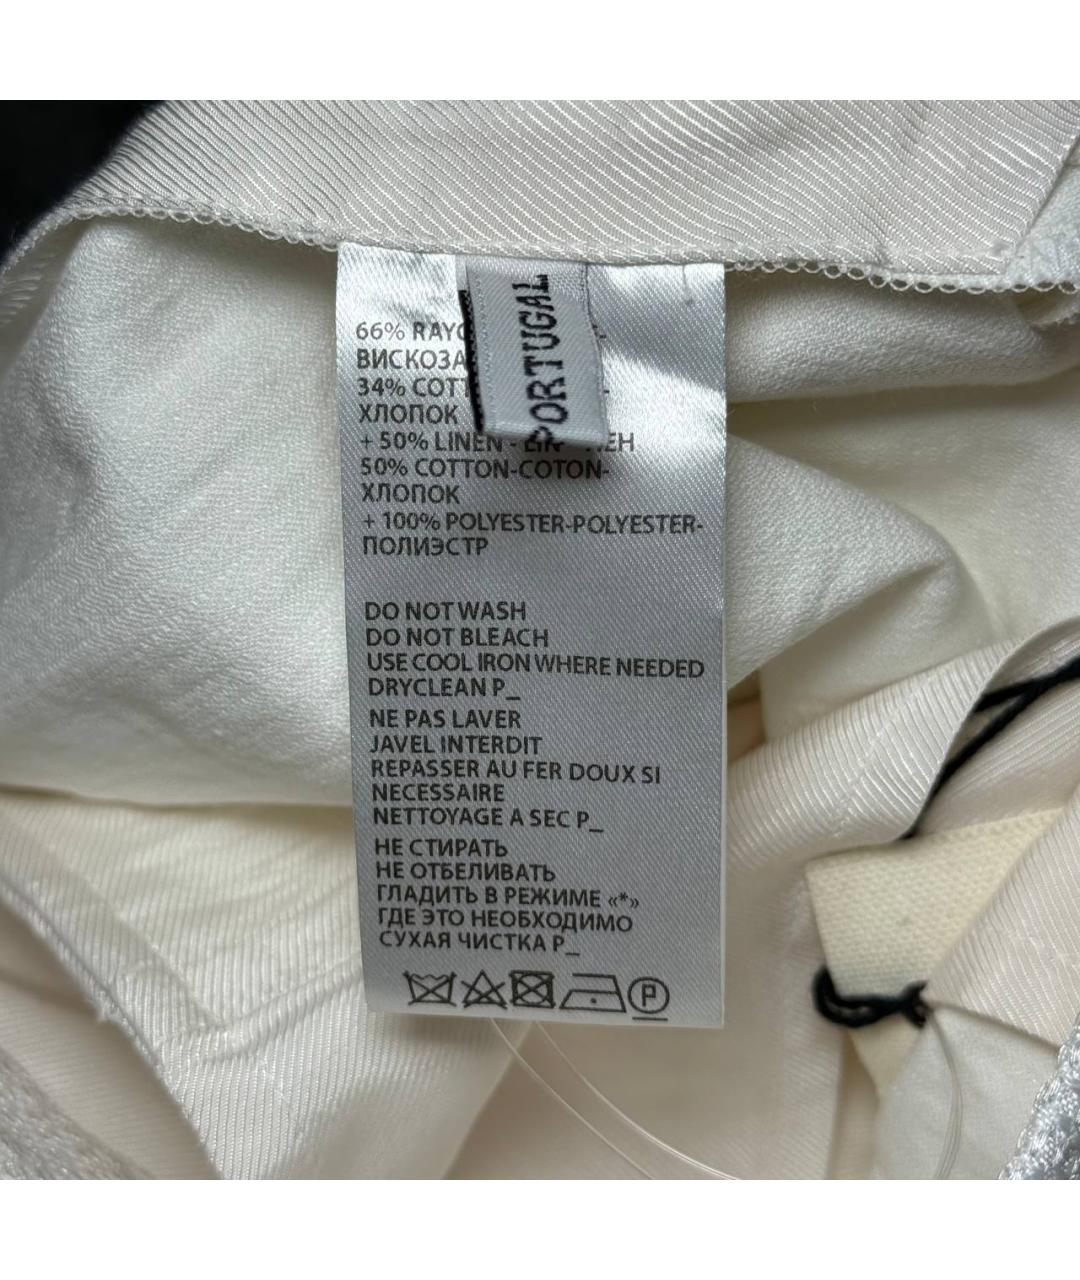 PORTUGAL
66%
ВИСКОЗА
34%
ХЛОПОК
+ 50% LINEN -
50% COTTON-COTON-
ХЛОПОК
+ 100% POLYESTER-POLYESTER-
ПОЛИЭСТР
DO NOT WASH
DO NOT BLEACH
USE COOL IRON WHERE NEEDED
DRYCLEAN P_
NE PAS LAVER
JAVEL INTERDIT
REPASSER AU FER DOUX SI
NECESSAIRE
NETTOYAGE A SEC P_
НЕ СТИРАТЬ
НЕ ОТБЕЛИВАТЬ
ГЛАДИТЬ В РЕЖИМЕ «*»
ГДЕ ЭТО НЕОБХОДИМО
СУХАЯ ЧИСТКА P_
P